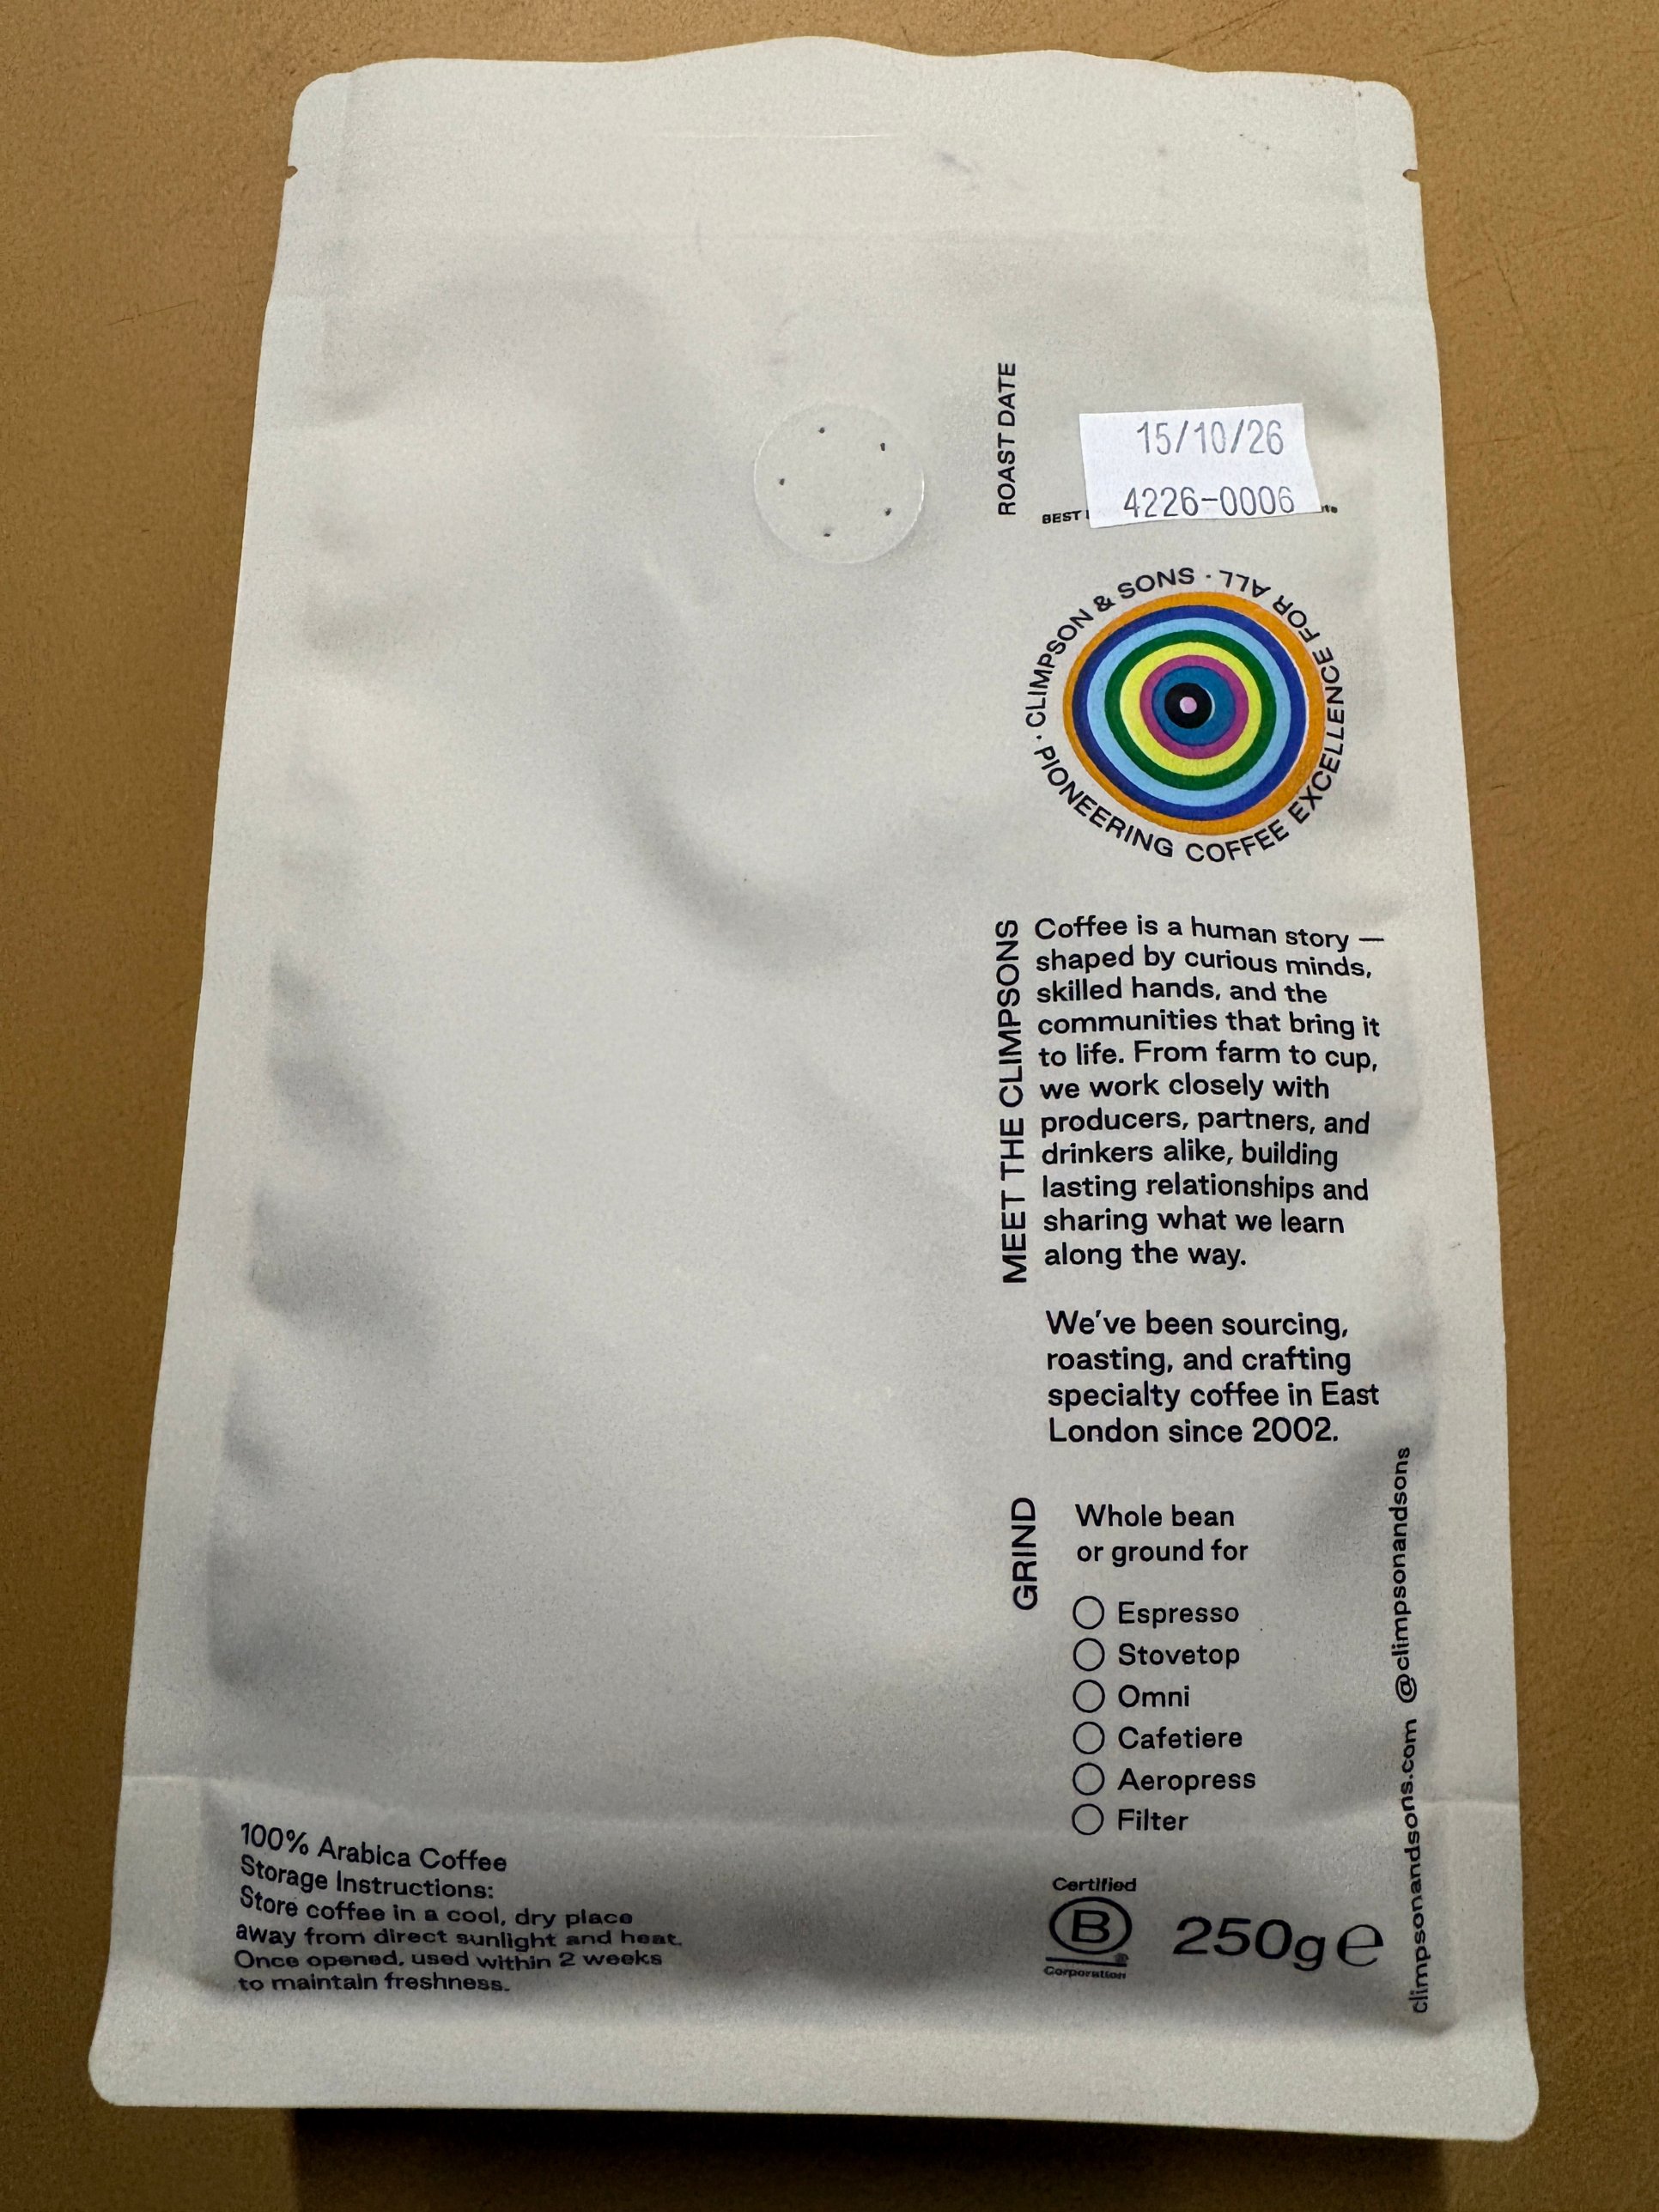 ROAST DATE
15/10/26
4226-0006
BEST
CLIMPSON & SONS · PIONEERING COFFEE EXCELLENCE FOR ALL ·
MEET THE CLIMPSONS
Coffee is a human story —
shaped by curious minds,
skilled hands, and the
communities that bring it
to life. From farm to cup,
we work closely with
producers, partners, and
drinkers alike, building
lasting relationships and
sharing what we learn
along the way.
We've been sourcing,
roasting, and crafting
specialty coffee in East
London since 2002.
GRIND
Whole bean
or ground for
Espresso
Stovetop
Omni
Cafetiere
Aeropress
Filter
climpsonandsons.com @climpsonandsons
100% Arabica Coffee
Storage Instructions:
Store coffee in a cool, dry place
away from direct sunlight and heat.
Once opened, used within 2 weeks
to maintain freshness.
Certified
B
Corporation
250g℮